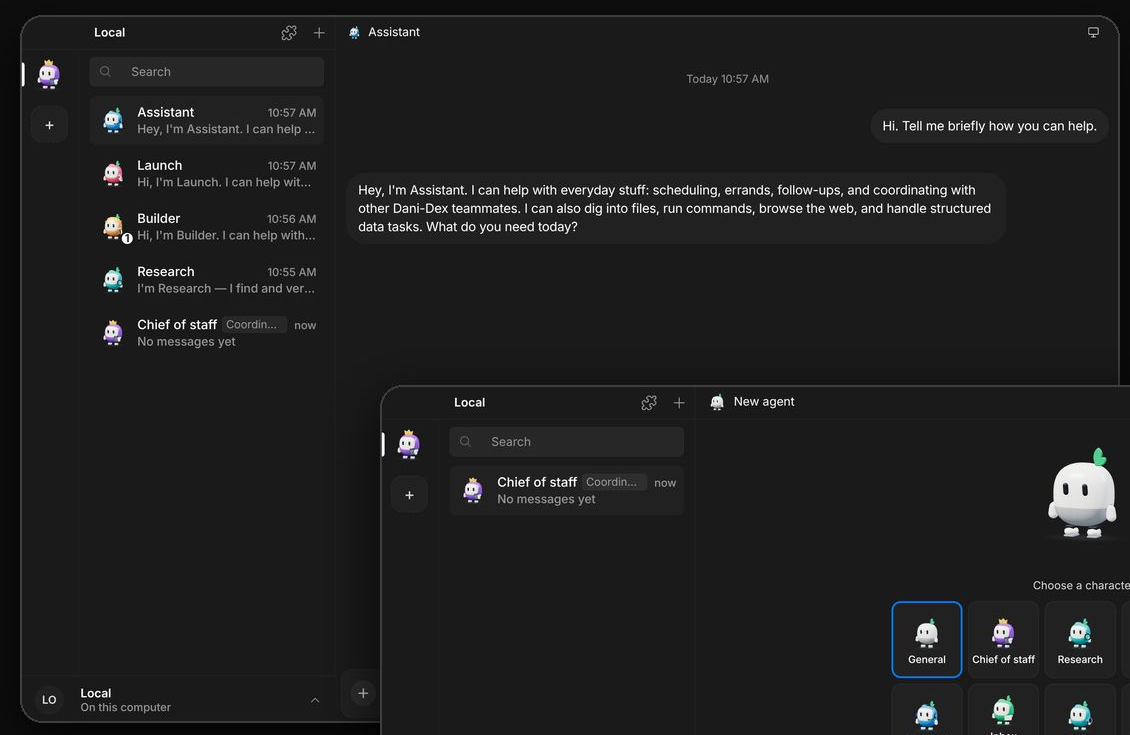 Local
Search
Assistant 10:57 AM
Hey, I'm Assistant. I can help ...
Launch 10:57 AM
Hi, I'm Launch. I can help wit...
Builder 10:56 AM
Hi, I'm Builder. I can help with...
1
Research 10:55 AM
I'm Research — I find and ver...
Chief of staff Coordin... now
No messages yet
LO
Local
On this computer
Assistant
Today 10:57 AM
Hi. Tell me briefly how you can help.
Hey, I'm Assistant. I can help with everyday stuff: scheduling, errands, follow-ups, and coordinating with
other Dani-Dex teammates. I can also dig into files, run commands, browse the web, and handle structured
data tasks. What do you need today?
Local
Search
Chief of staff Coordin... now
No messages yet
New agent
Choose a characte
General
Chief of staff
Research